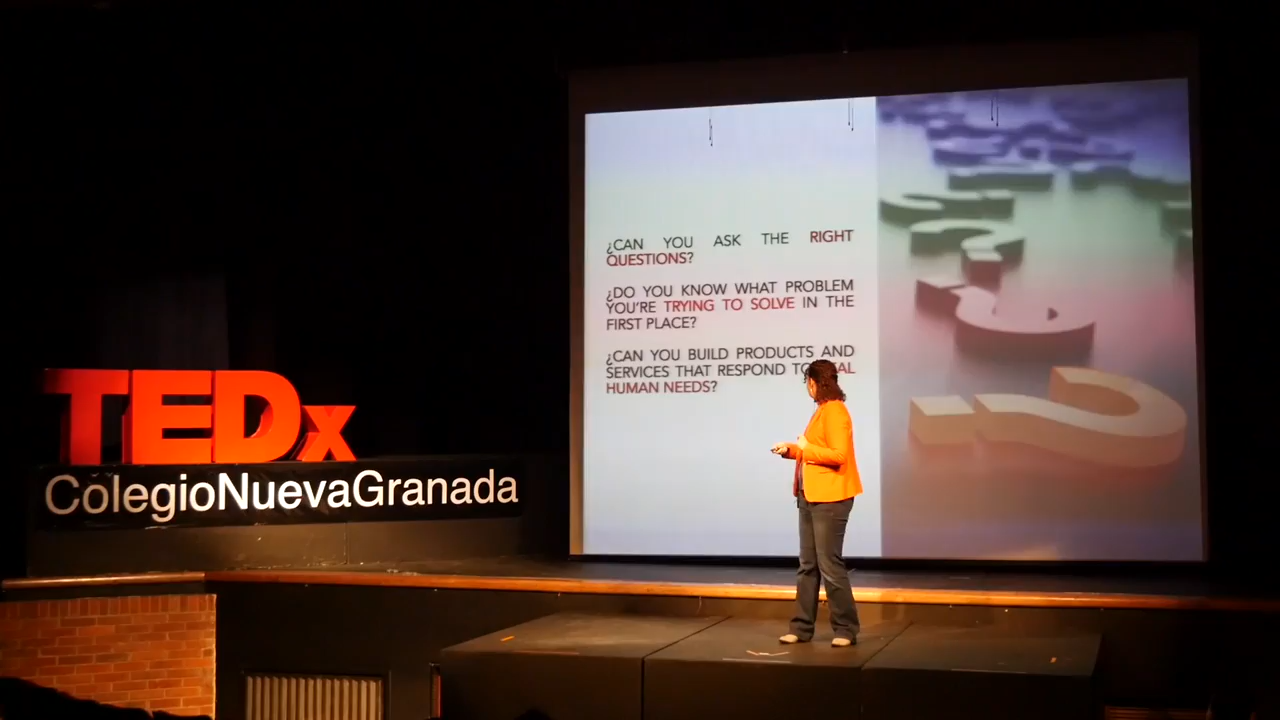 TEDx
ColegioNuevaGranada
¿CAN YOU ASK THE RIGHT
QUESTIONS?
¿DO YOU KNOW WHAT PROBLEM
YOU'RE TRYING TO SOLVE IN THE
FIRST PLACE?
¿CAN YOU BUILD PRODUCTS AND
SERVICES THAT RESPOND TO
HUMAN NEEDS?